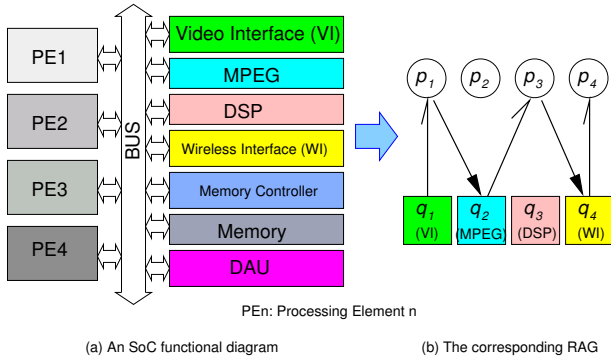 PE1
PE2
PE3
PE4
BUS
Video Interface (VI)
MPEG
DSP
Wireless Interface (WI)
Memory Controller
Memory
DAU
p1 p2 p3 p4
q1 q2 q3 q4
(VI) (MPEG) (DSP) (WI)
PEn: Processing Element n
(a) An SoC functional diagram
(b) The corresponding RAG